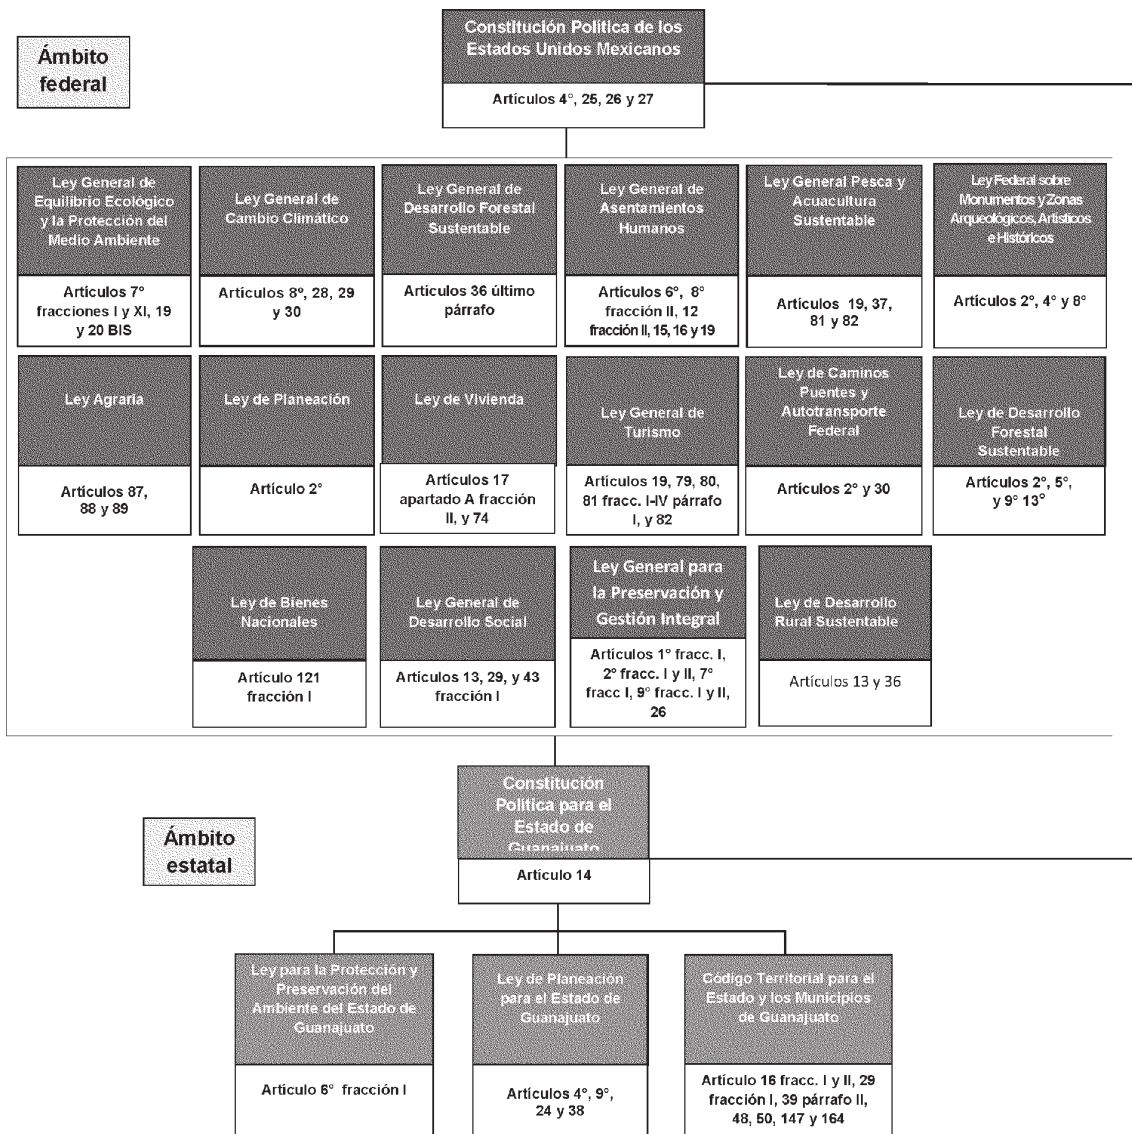 Ámbito
federal
Constitución Política de los
Estados Unidos Mexicanos
Artículos 4°, 25, 26 y 27
Ley General de
Equilibrio Ecológico
y la Protección del
Medio Ambiente
Artículos 7°
fracciones I y XI, 19
y 20 BIS
Ley General de
Cambio Climático
Artículos 8º, 28, 29
y 30
Ley General de
Desarrollo Forestal
Sustentable
Artículos 36 último
párrafo
Ley General de
Asentamientos
Humanos
Artículos 6°, 8°
fracción II, 12
fracción II, 15, 16 y 19
Ley General Pesca y
Acuacultura
Sustentable
Artículos 19, 37,
81 y 82
Ley Federal sobre
Monumentos y Zonas
Arqueológicos, Artísticos
e Históricos
Artículos 2°, 4° y 8°
Ley Agraria
Artículos 87,
88 y 89
Ley de Planeación
Artículo 2°
Ley de Vivienda
Artículos 17
apartado A fracción
II, y 74
Ley General de
Turismo
Artículos 19, 79, 80,
81 fracc. I-IV párrafo
I, y 82
Ley de Caminos
Puentes y
Autotransporte
Federal
Artículos 2° y 30
Ley de Desarrollo
Forestal
Sustentable
Artículos 2°, 5°,
y 9° 13°
Ley de Bienes
Nacionales
Artículo 121
fracción I
Ley General de
Desarrollo Social
Artículos 13, 29, y 43
fracción I
Ley General para
la Preservación y
Gestión Integral
Artículos 1° fracc. I,
2° fracc. I y II, 7°
fracc I, 9° fracc. I y II,
26
Ley de Desarrollo
Rural Sustentable
Artículos 13 y 36
Ámbito
estatal
Constitución
Política para el
Estado de
Guanajuato
Artículo 14
Ley para la Protección y
Preservación del
Ambiente del Estado de
Guanajuato
Artículo 6° fracción I
Ley de Planeación
para el Estado de
Guanajuato
Artículos 4°, 9°,
24 y 38
Código Territorial para el
Estado y los Municipios
de Guanajuato
Artículo 16 fracc. I y II, 29
fracción I, 39 párrafo II,
48, 50, 147 y 164